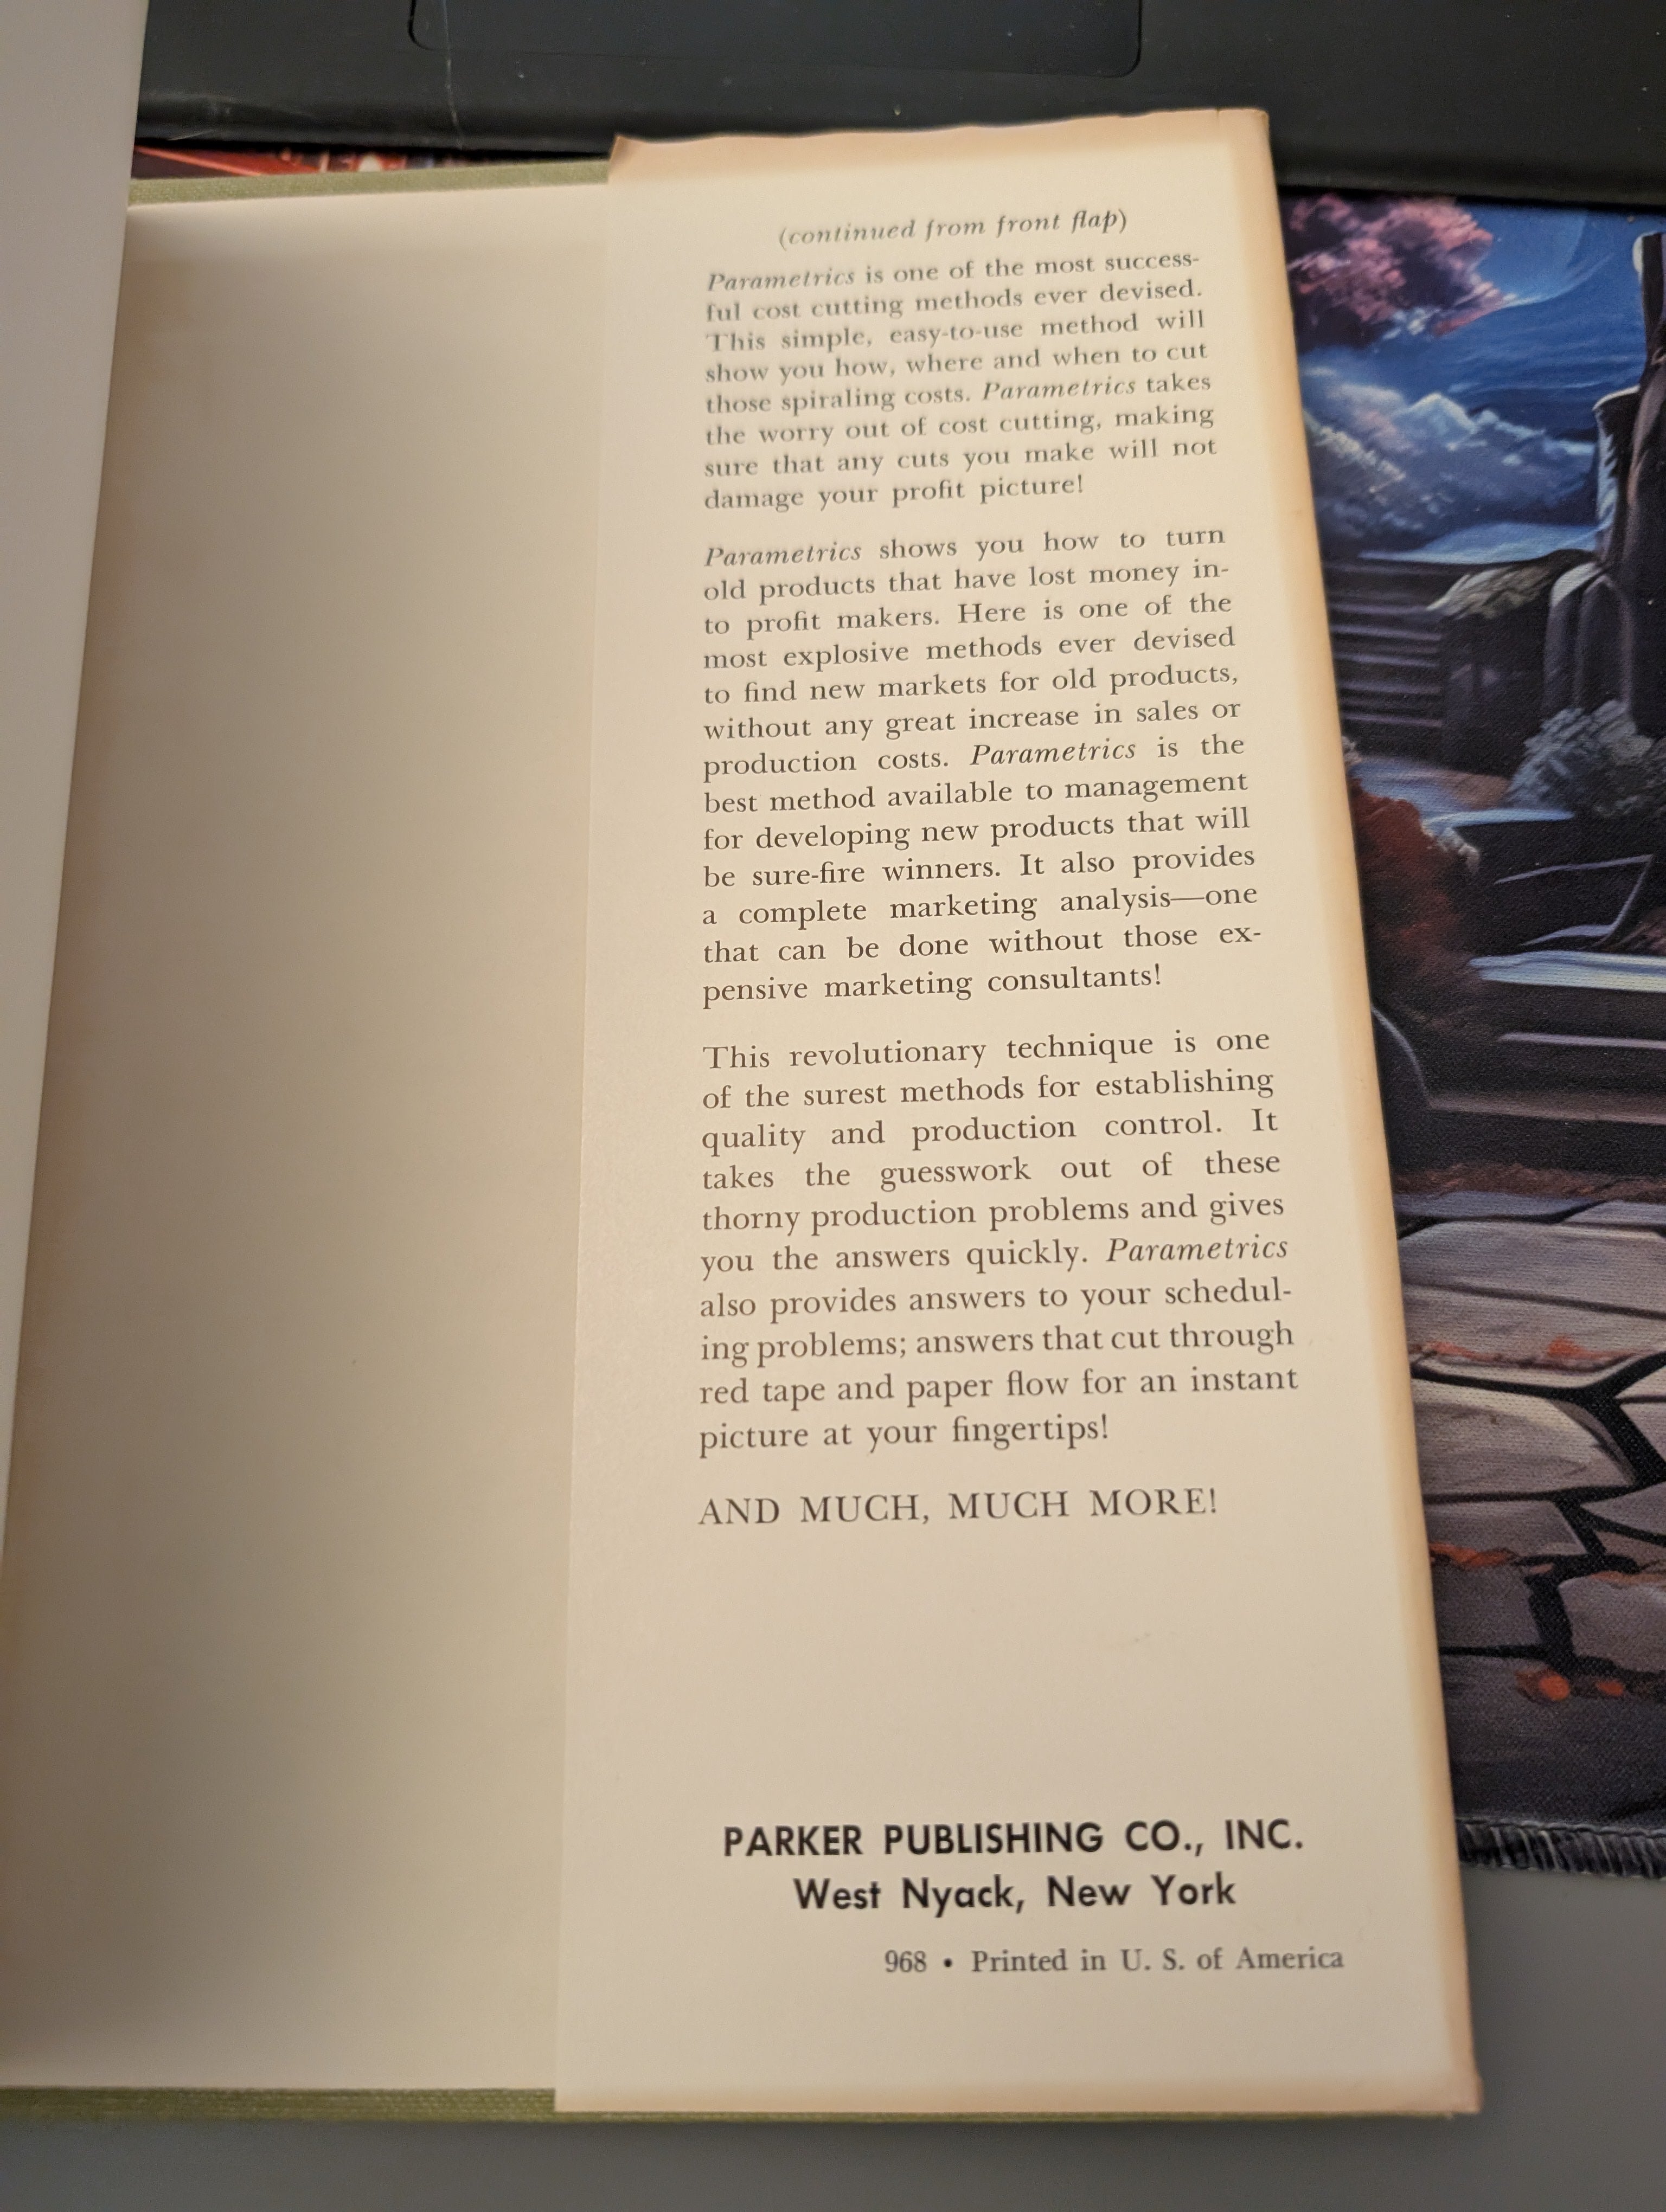 (continued from front flap)
Parametrics is one of the most success-
ful cost cutting methods ever devised.
This simple, easy-to-use method will
show you how, where and when to cut
those spiraling costs. Parametrics takes
the worry out of cost cutting, making
sure that any cuts you make will not
damage your profit picture!
Parametrics shows you how to turn
old products that have lost money in-
to profit makers. Here is one of the
most explosive methods ever devised
to find new markets for old products,
without any great increase in sales or
production costs. Parametrics is the
best method available to management
for developing new products that will
be sure-fire winners. It also provides
a complete marketing analysis—one
that can be done without those ex-
pensive marketing consultants!
This revolutionary technique is one
of the surest methods for establishing
quality and production control. It
takes the guesswork out of these
thorny production problems and gives
you the answers quickly. Parametrics
also provides answers to your schedul-
ing problems; answers that cut through
red tape and paper flow for an instant
picture at your fingertips!
AND MUCH, MUCH MORE!
PARKER PUBLISHING CO., INC.
West Nyack, New York
968 • Printed in U. S. of America